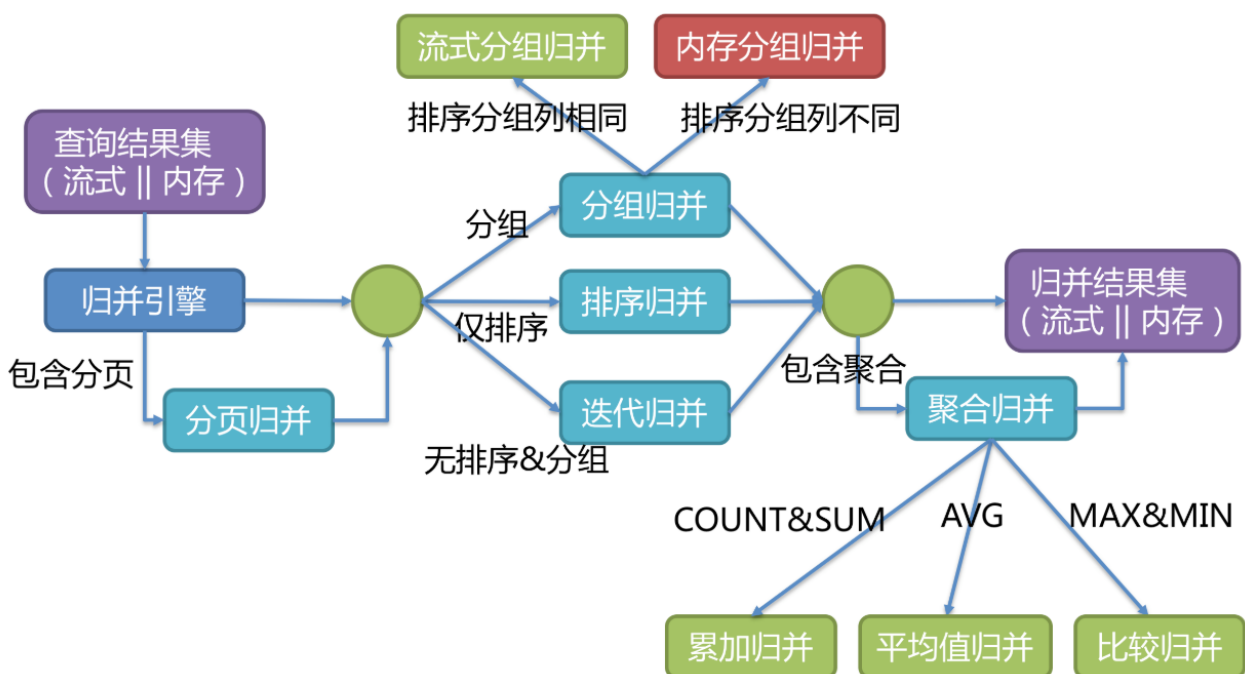 流式分组归并
内存分组归并
排序分组列相同
排序分组列不同
查询结果集
（流式 || 内存）
分组
分组归并
归并引擎
仅排序
排序归并
归并结果集
（流式 || 内存）
包含分页
分页归并
无排序&分组
迭代归并
包含聚合
聚合归并
COUNT&SUM
AVG
MAX&MIN
累加归并
平均值归并
比较归并